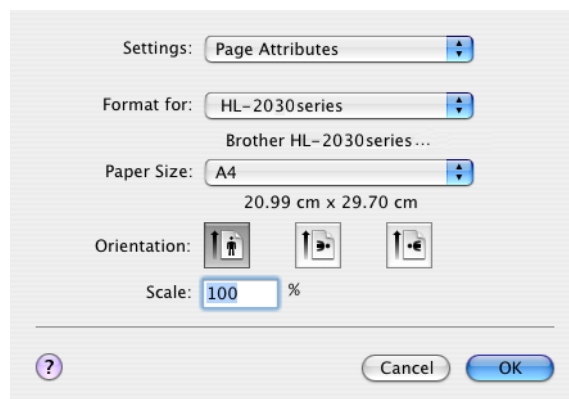 Settings: Page Attributes
Format for: HL-2030series
Brother HL-2030series...
Paper Size: A4
20.99 cm x 29.70 cm
Orientation:
Scale: 100 %
? Cancel OK